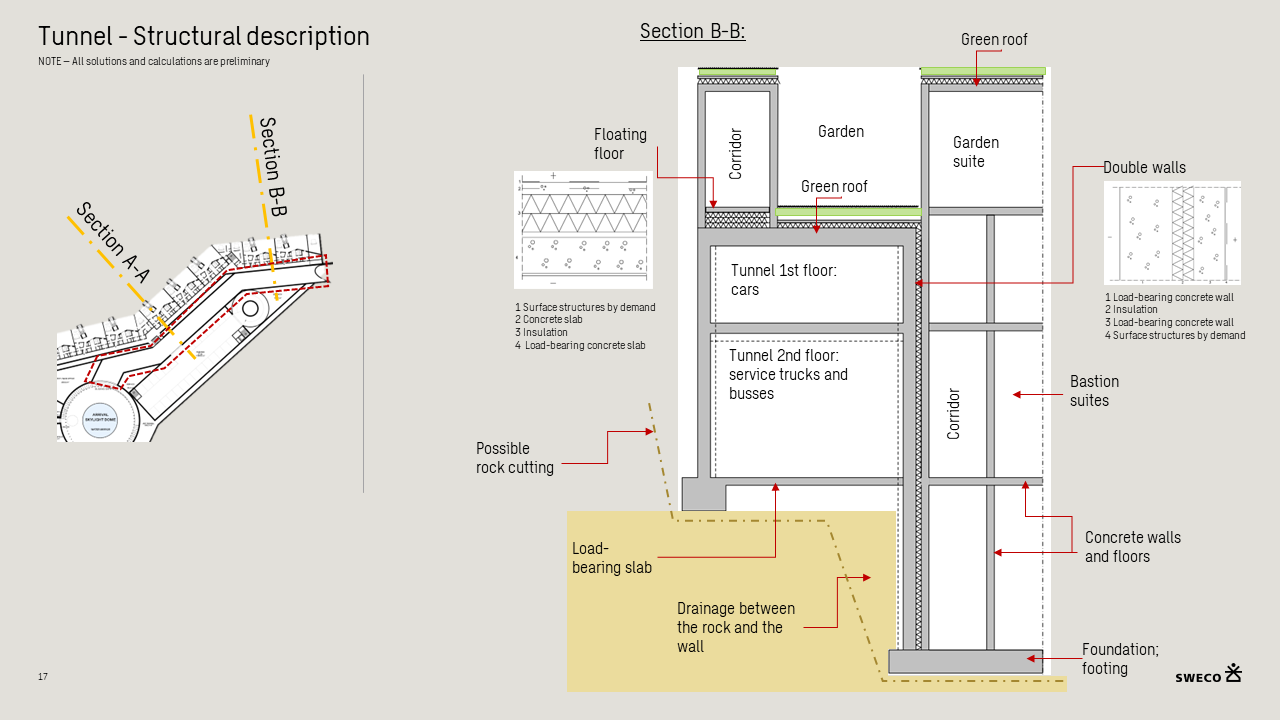 Tunnel - Structural description
NOTE – All solutions and calculations are preliminary
Section B-B:
Section B-B
Section A-A
ARRIVAL
SKYLIGHT DOME
Green roof
Floating
floor
Corridor
Garden
Garden
suite
Double walls
Green roof
1
2
3
4
Tunnel 1st floor:
cars
1 Surface structures by demand
2 Concrete slab
3 Insulation
4 Load-bearing concrete slab
1 Load-bearing concrete wall
2 Insulation
3 Load-bearing concrete wall
4 Surface structures by demand
Tunnel 2nd floor:
service trucks and
busses
Corridor
Bastion
suites
Possible
rock cutting
Load-
bearing slab
Concrete walls
and floors
Drainage between
the rock and the
wall
Foundation;
footing
17
SWECO